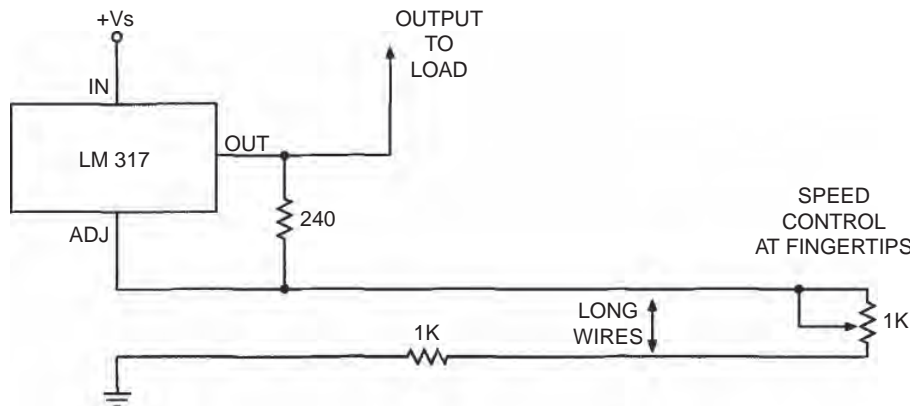 +Vs
OUTPUT
TO
LOAD
IN
LM 317
OUT
240
ADJ
SPEED
CONTROL
AT FINGERTIPS
LONG
WIRES
1K
1K